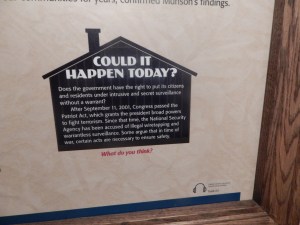 our communities for years, confirmed Munson's findings.
COULD IT
HAPPEN TODAY?
Does the government have the right to put its citizens
and residents under intrusive and secret surveillance
without a warrant?
After September 11, 2001, Congress passed the
Patriot Act, which grants the president broad powers
to fight terrorism. Since that time, the National Security
Agency has been accused of illegal wiretapping and
warrantless surveillance. Some argue that in time of
war, certain acts are necessary to ensure safety.
What do you think?